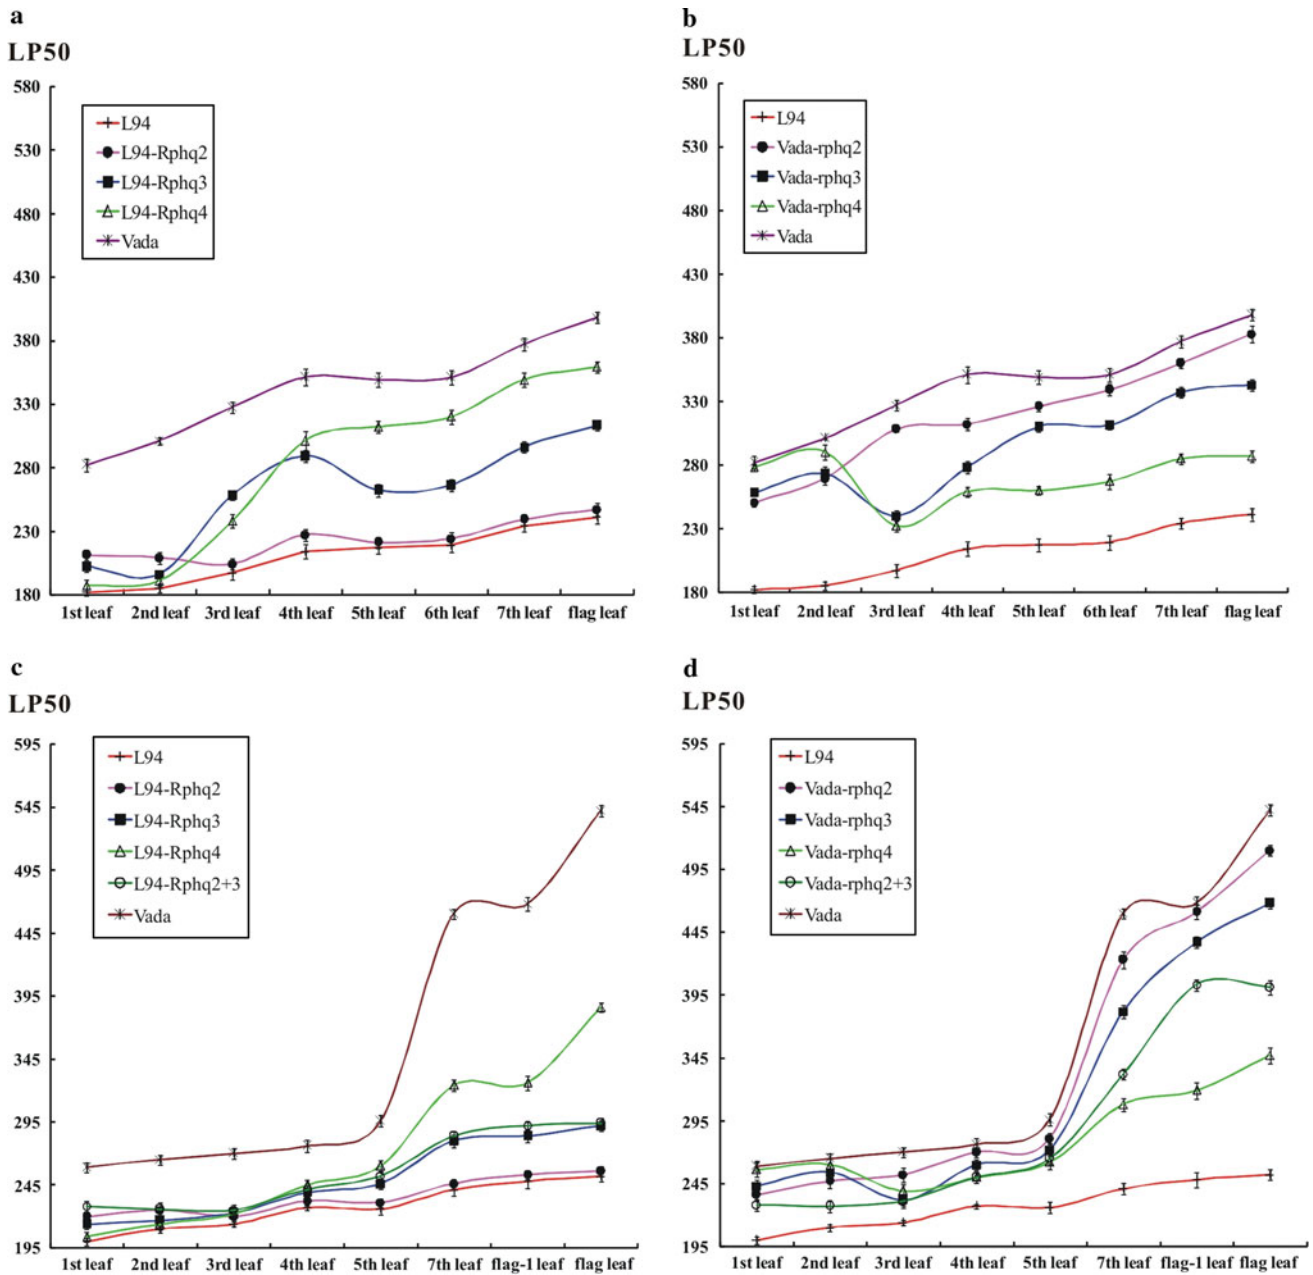 a
LP50
580
530
480
430
380
330
280
230
180
L94
L94-Rphq2
L94-Rphq3
L94-Rphq4
Vada
1st leaf 2nd leaf 3rd leaf 4th leaf 5th leaf 6th leaf 7th leaf flag leaf
b
LP50
580
530
480
430
380
330
280
230
180
L94
Vada-rphq2
Vada-rphq3
Vada-rphq4
Vada
1st leaf 2nd leaf 3rd leaf 4th leaf 5th leaf 6th leaf 7th leaf flag leaf
c
LP50
595
545
495
445
395
345
295
245
195
L94
L94-Rphq2
L94-Rphq3
L94-Rphq4
L94-Rphq2+3
Vada
1st leaf 2nd leaf 3rd leaf 4th leaf 5th leaf 7th leaf flag-1 leaf flag leaf
d
LP50
595
545
495
445
395
345
295
245
195
L94
Vada-rphq2
Vada-rphq3
Vada-rphq4
Vada-rphq2+3
Vada
1st leaf 2nd leaf 3rd leaf 4th leaf 5th leaf 7th leaf flag-1 leaf flag leaf